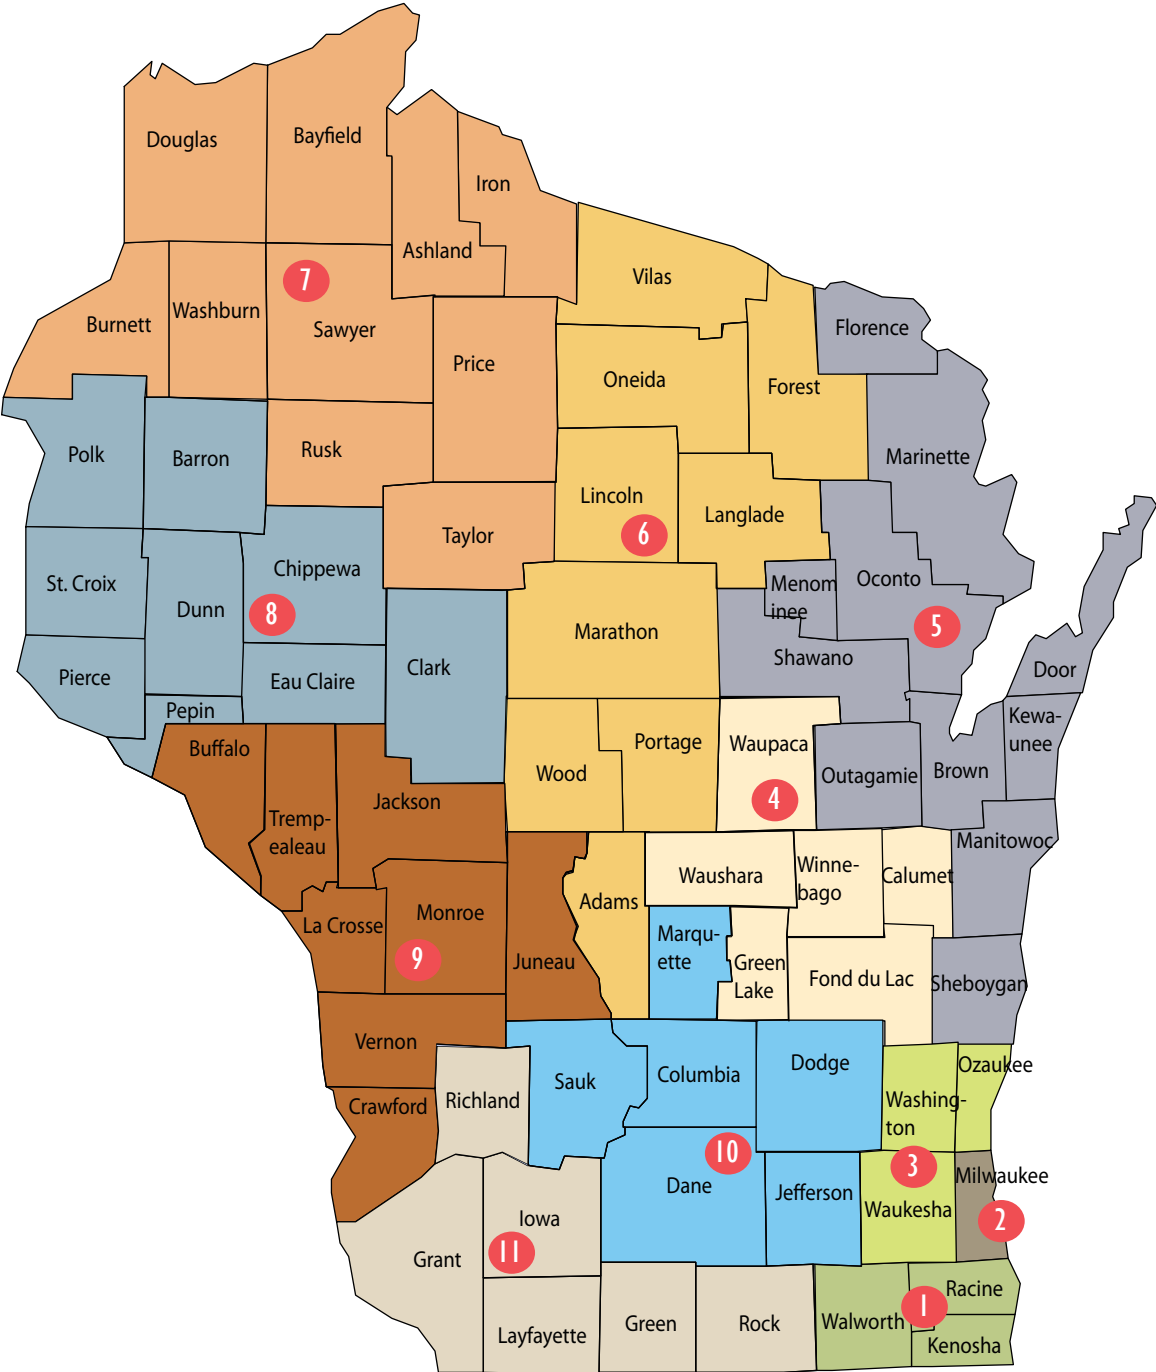 Douglas
Bayfield
Iron
Ashland
7
Vilas
Burnett
Washburn
Sawyer
Florence
Price
Oneida
Forest
Polk
Barron
Rusk
Marinette
Lincoln
6
Langlade
Taylor
St. Croix
Chippewa
Menom
inee
Oconto
Dunn
8
5
Marathon
Shawano
Pierce
Eau Claire
Clark
Door
Pepin
Buffalo
Portage
Waupaca
Kewa-
unee
Wood
4
Outagamie
Brown
Jackson
Tremp-
ealeau
Manitowoc
Waushara
Winne-
bago
Calumet
Adams
La Crosse
Monroe
Marqu-
ette
9
Juneau
Green
Lake
Fond du Lac
Sheboygan
Vernon
Sauk
Columbia
Dodge
Ozaukee
Crawford
Richland
Washing-
ton
10
3
Dane
Jefferson
Milwaukee
Waukesha
2
Iowa
11
Grant
Racine
1
Layfayette
Green
Rock
Walworth
Kenosha